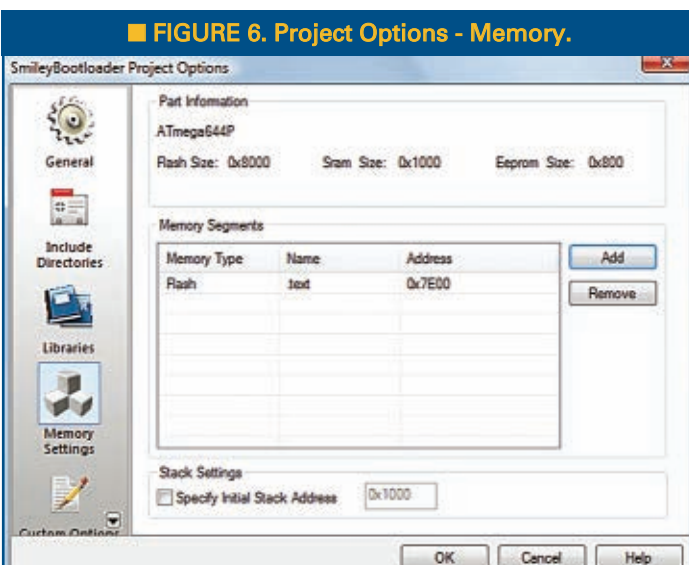 ■ FIGURE 6. Project Options - Memory.
SmileyBootloader Project Options
X
Part Information
ATmega644P
Flash Size: 0x8000 Sram Size: 0x1000 Eeprom Size: 0x800
General
Include
Directories
Libraries
Memory
Settings
Custom Options
Memory Segments
Memory Type Name Address
Flash .text 0x7E00
Add
Remove
Stack Settings
Specify Initial Stack Address 0x1000
OK Cancel Help